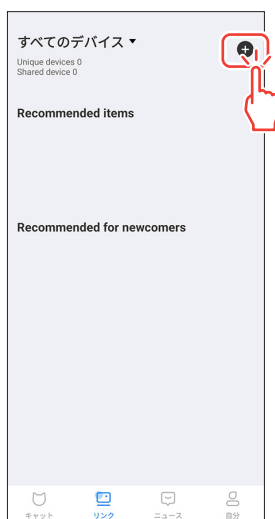 すべてのデバイス
Unique devices 0
Shared device 0
Recommended items
Recommended for newcomers
キャット
リンク
ニュース
自分